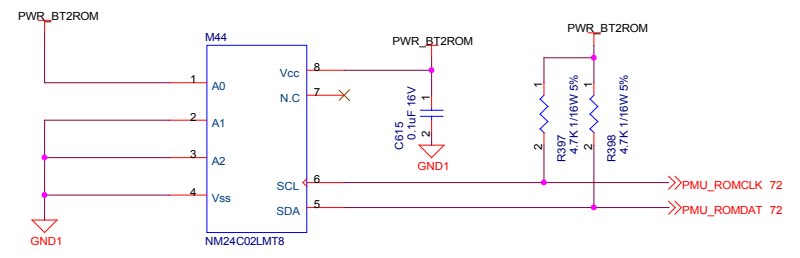 PWR_BT2ROM
M44
PWR_BT2ROM
PWR_BT2ROM
1 A0
2 A1
3 A2
4 Vss
Vcc 8
N.C 7
SCL 6
SDA 5
NM24C02LMT8
GND1
1
2
C615
0.1uF 16V
GND1
1
2
R397
4.7K 1/16W 5%
1
2
R398
4.7K 1/16W 5%
PMU_ROMCLK 72
PMU_ROMDAT 72